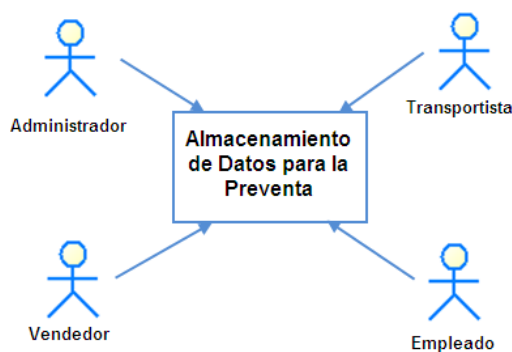 Administrador
Transportista
Almacenamiento
de Datos para la
Preventa
Vendedor
Empleado